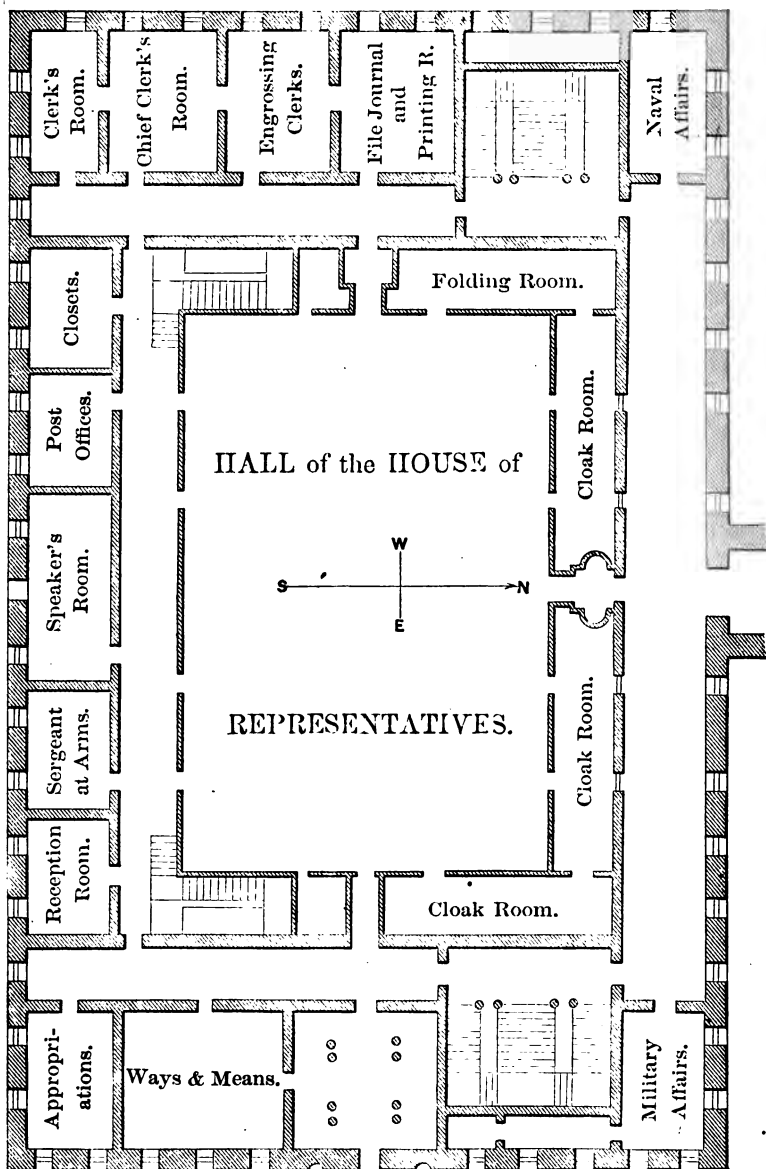 Clerk's
Room.
Chief Clerk's
Room.
Engrossing
Clerks.
File Journal
and
Printing R.
Naval
Affairs.
Closets.
Folding Room.
Post
Offices.
Cloak Room.
HALL of the HOUSE of
Speaker's
Room.
W
S
N
E
REPRESENTATIVES.
Sergeant
at Arms.
Cloak Room.
Reception
Room.
Cloak Room.
Appropri-
ations.
Ways & Means.
Military
Affairs.